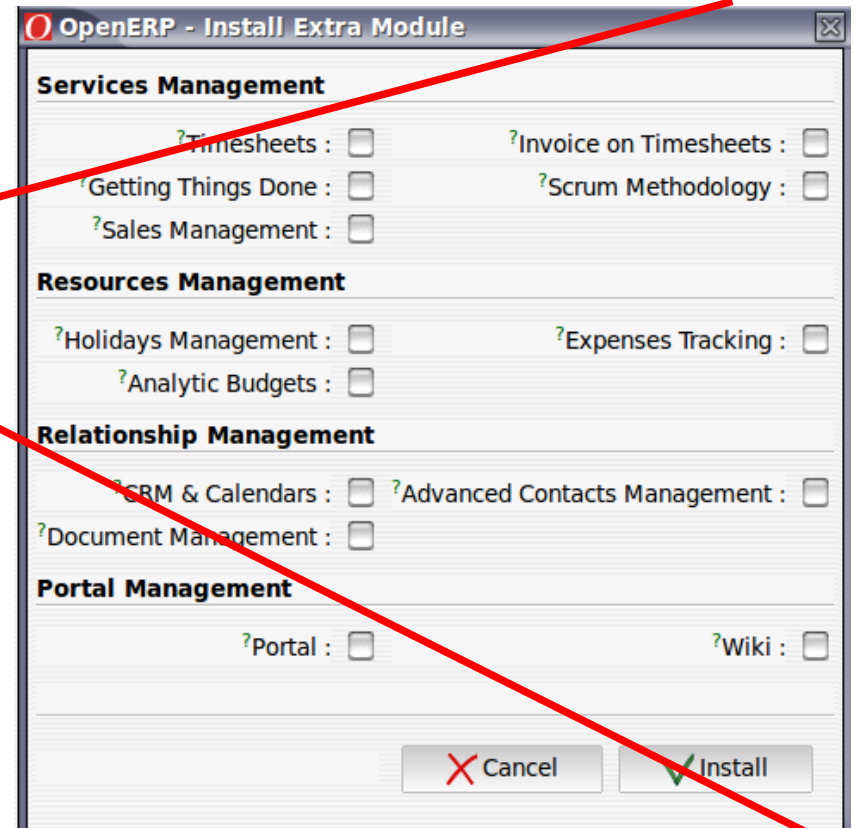 OpenERP - Install Extra Module
Services Management
?Timesheets : ?Invoice on Timesheets :
?Getting Things Done : ?Scrum Methodology :
?Sales Management :
Resources Management
?Holidays Management : ?Expenses Tracking :
?Analytic Budgets :
Relationship Management
?CRM & Calendars : ?Advanced Contacts Management :
?Document Management :
Portal Management
?Portal : ?Wiki :
Cancel Install